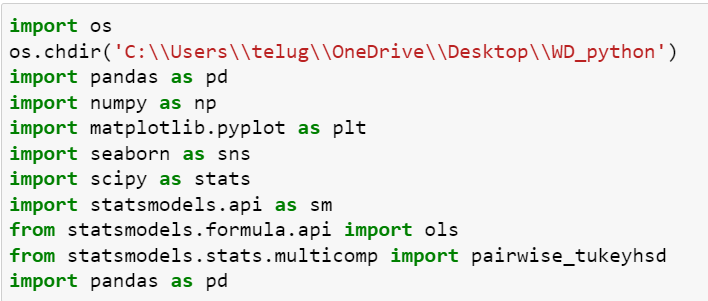 import os
os.chdir('C:\\Users\\telug\\OneDrive\\Desktop\\WD_python')
import pandas as pd
import numpy as np
import matplotlib.pyplot as plt
import seaborn as sns
import scipy as stats
import statsmodels.api as sm
from statsmodels.formula.api import ols
from statsmodels.stats.multicomp import pairwise_tukeyhsd
import pandas as pd